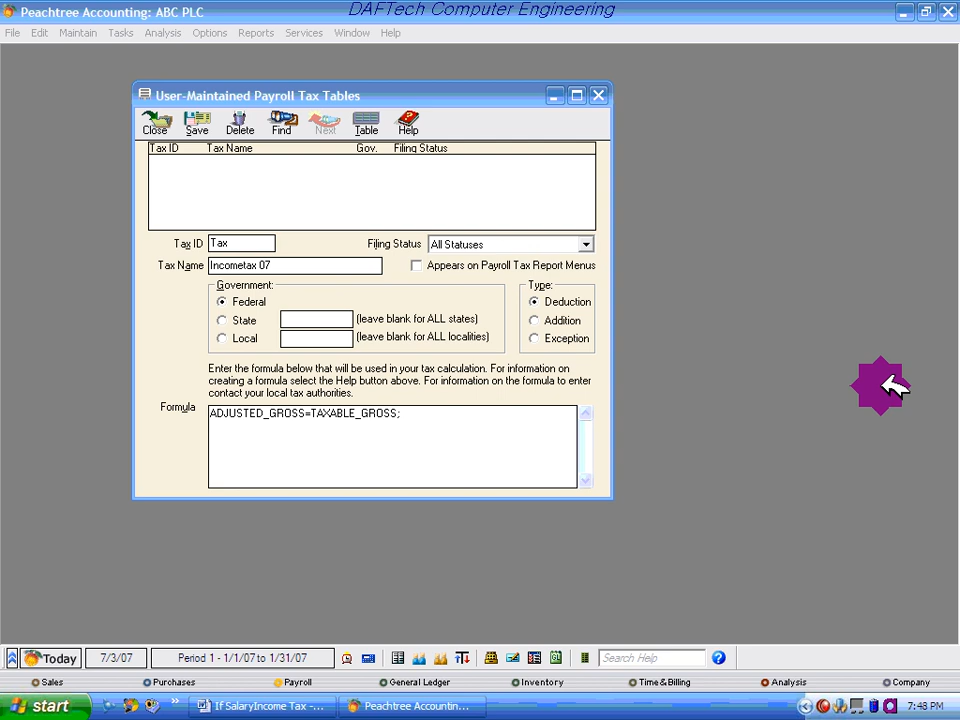 DAFTech Computer Engineering
Peachtree Accounting: ABC PLC
File Edit Maintain Tasks Analysis Options Reports Services Window Help
User-Maintained Payroll Tax Tables
Close Save Delete Find Next Table Help
Tax ID Tax Name Gov. Filing Status
Tax ID Tax Filing Status All Statuses
Tax Name Incometax 07 Appears on Payroll Tax Report Menus
Government: Type:
Federal Deduction
State (leave blank for ALL states) Addition
Local (leave blank for ALL localities) Exception
Enter the formula below that will be used in your tax calculation. For information on
creating a formula select the Help button above. For information on the formula to enter
contact your local tax authorities.
Formula ADJUSTED_GROSS=TAXABLE_GROSS;
Today 7/3/07 Period 1 - 1/1/07 to 1/31/07 Search Help
Sales Purchases Payroll General Ledger Inventory Time & Billing Analysis Company
start If SalaryIncome Tax -... Peachtree Accountin... 7:48 PM